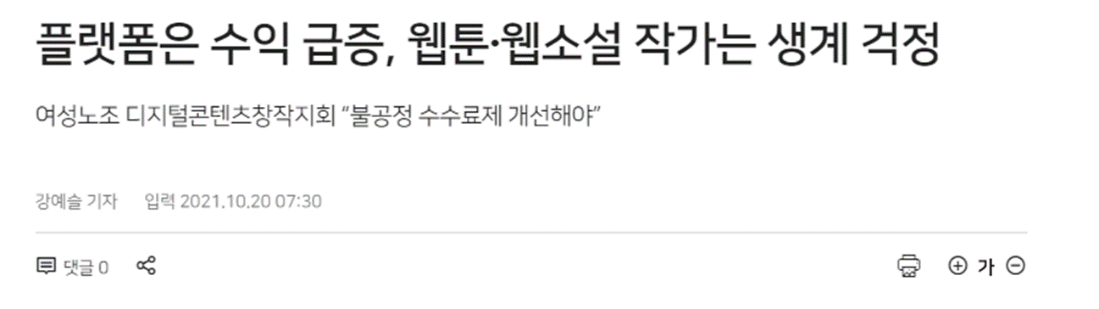 플랫폼은 수익 급증, 웹툰·웹소설 작가는 생계 걱정
여성노조 디지털콘텐츠창작지회 “불공정 수수료제 개선해야”
강예슬 기자 입력 2021.10.20 07:30
댓글 0 가